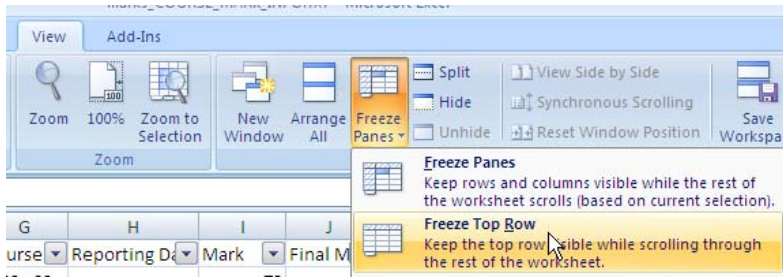 Microsoft Excel
View Add-Ins
Zoom 100% Zoom to Selection New Window Arrange All Freeze Panes Split Hide Unhide View Side by Side Synchronous Scrolling Reset Window Position Save
Zoom
Freeze Panes
Keep rows and columns visible while the rest of
the worksheet scrolls (based on current selection).
Freeze Top Row
Keep the top row visible while scrolling through
the rest of the worksheet.
G H I J
urse Reporting Da Mark Final M